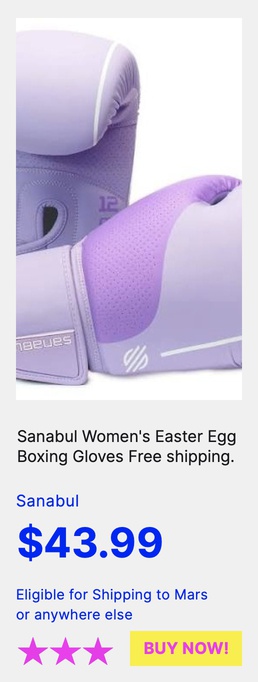 12
sanabul
Sanabul Women's Easter Egg
Boxing Gloves Free shipping.
Sanabul
$43.99
Eligible for Shipping to Mars
or anywhere else
BUY NOW!